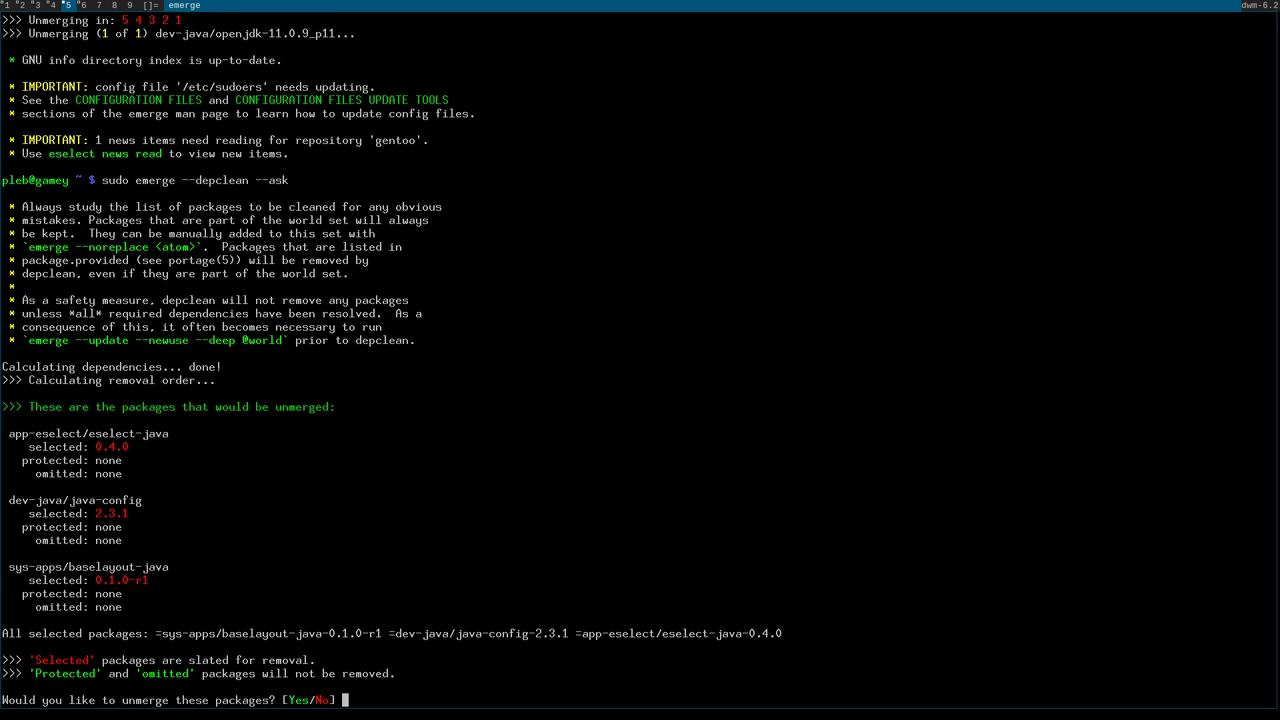 1 2 3 4 5 6 7 8 9 []= emerge dwm-6.2
>>> Unmerging in: 5 4 3 2 1
>>> Unmerging (1 of 1) dev-java/openjdk-11.0.9_p11...
* GNU info directory index is up-to-date.
* IMPORTANT: config file '/etc/sudoers' needs updating.
* See the CONFIGURATION FILES and CONFIGURATION FILES UPDATE TOOLS
* sections of the emerge man page to learn how to update config files.
* IMPORTANT: 1 news items need reading for repository 'gentoo'.
* Use eselect news read to view new items.
pleb@gamey ~ $ sudo emerge --depclean --ask
* Always study the list of packages to be cleaned for any obvious
* mistakes. Packages that are part of the world set will always
* be kept.  They can be manually added to this set with
* `emerge --noreplace <atom>`.  Packages that are listed in
* package.provided (see portage(5)) will be removed by
* depclean, even if they are part of the world set.
*
* As a safety measure, depclean will not remove any packages
* unless *all* required dependencies have been resolved.  As a
* consequence of this, it often becomes necessary to run
* `emerge --update --newuse --deep @world` prior to depclean.
Calculating dependencies... done!
>>> Calculating removal order...
>>> These are the packages that would be unmerged:
app-eselect/eselect-java
selected: 0.4.0
protected: none
omitted: none
dev-java/java-config
selected: 2.3.1
protected: none
omitted: none
sys-apps/baselayout-java
selected: 0.1.0-r1
protected: none
omitted: none
All selected packages: =sys-apps/baselayout-java-0.1.0-r1 =dev-java/java-config-2.3.1 =app-eselect/eselect-java-0.4.0
>>> 'Selected' packages are slated for removal.
>>> 'Protected' and 'omitted' packages will not be removed.
Would you like to unmerge these packages? [Yes/No]